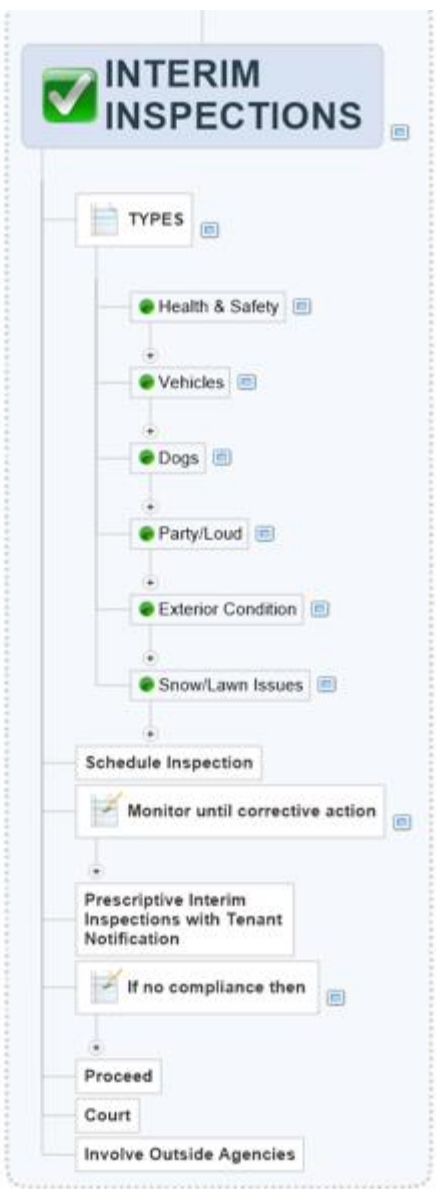 INTERIM
INSPECTIONS
TYPES
Health & Safety
Vehicles
Dogs
Party/Loud
Exterior Condition
Snow/Lawn Issues
Schedule Inspection
Monitor until corrective action
Prescriptive Interim
Inspections with Tenant
Notification
If no compliance then
Proceed
Court
Involve Outside Agencies